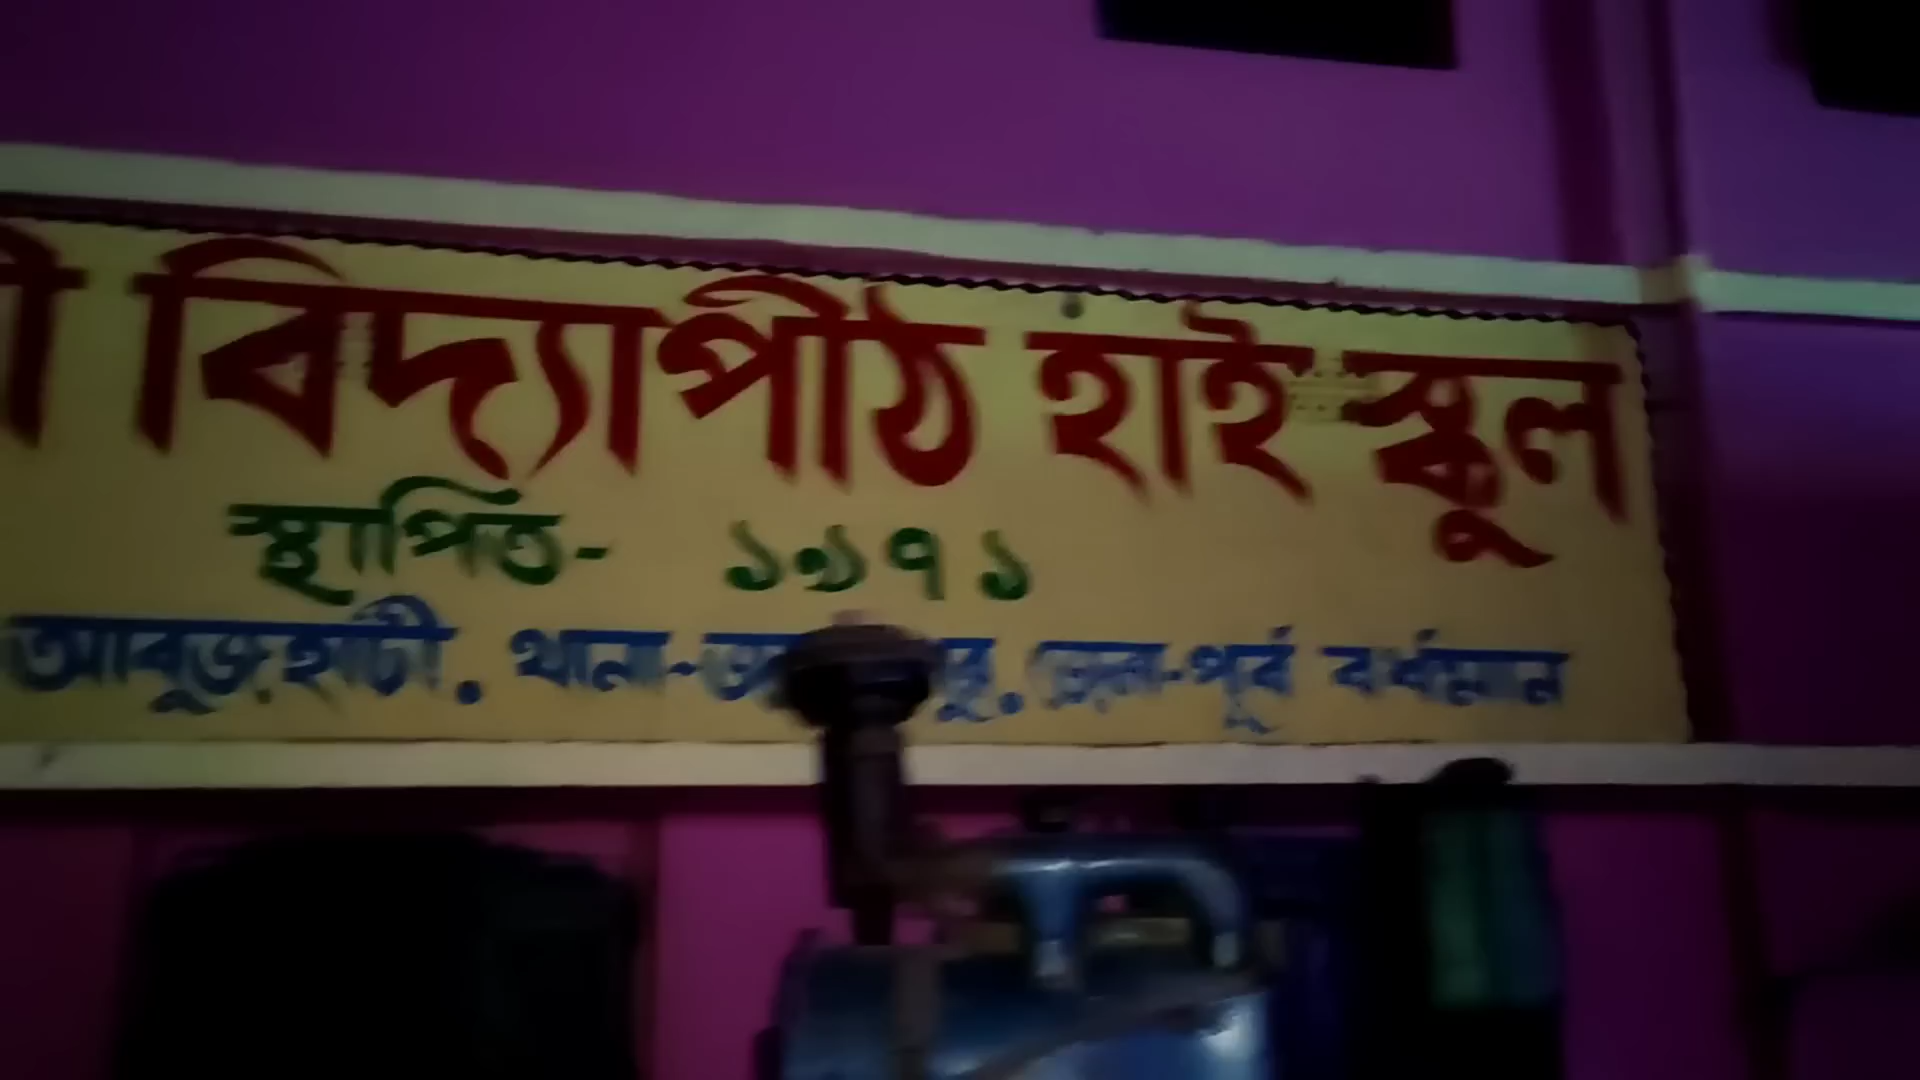 বিদ্যাপীঠ হাই স্কুল
স্থাপিত- ১৯৭১
আবুজহাটী. থানা- জেলা-পূর্ব বর্ধমান